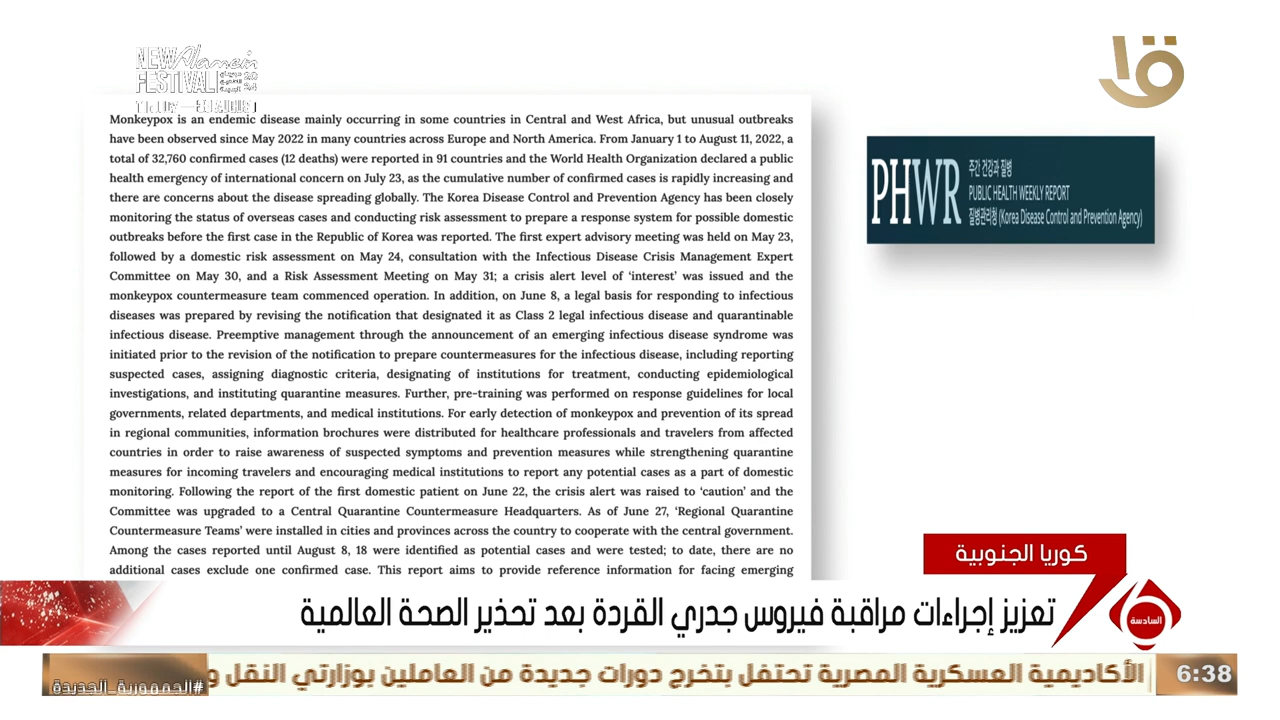 NEW Alamein
FESTIVAL
11 JULY — 30 AUGUST
Monkeypox is an endemic disease mainly occurring in some countries in Central and West Africa, but unusual outbreaks
have been observed since May 2022 in many countries across Europe and North America. From January 1 to August 11, 2022, a
total of 32,760 confirmed cases (12 deaths) were reported in 91 countries and the World Health Organization declared a public
health emergency of international concern on July 23, as the cumulative number of confirmed cases is rapidly increasing and
there are concerns about the disease spreading globally. The Korea Disease Control and Prevention Agency has been closely
monitoring the status of overseas cases and conducting risk assessment to prepare a response system for possible domestic
outbreaks before the first case in the Republic of Korea was reported. The first expert advisory meeting was held on May 23,
followed by a domestic risk assessment on May 24, consultation with the Infectious Disease Crisis Management Expert
Committee on May 30, and a Risk Assessment Meeting on May 31; a crisis alert level of ‘interest’ was issued and the
monkeypox countermeasure team commenced operation. In addition, on June 8, a legal basis for responding to infectious
diseases was prepared by revising the notification that designated it as Class 2 legal infectious disease and quarantinable
infectious disease. Preemptive management through the announcement of an emerging infectious disease syndrome was
initiated prior to the revision of the notification to prepare countermeasures for the infectious disease, including reporting
suspected cases, assigning diagnostic criteria, designating of institutions for treatment, conducting epidemiological
investigations, and instituting quarantine measures. Further, pre-training was performed on response guidelines for local
governments, related departments, and medical institutions. For early detection of monkeypox and prevention of its spread
in regional communities, information brochures were distributed for healthcare professionals and travelers from affected
countries in order to raise awareness of suspected symptoms and prevention measures while strengthening quarantine
measures for incoming travelers and encouraging medical institutions to report any potential cases as a part of domestic
monitoring. Following the report of the first domestic patient on June 22, the crisis alert was raised to ‘caution’ and the
Committee was upgraded to a Central Quarantine Countermeasure Headquarters. As of June 27, ‘Regional Quarantine
Countermeasure Teams’ were installed in cities and provinces across the country to cooperate with the central government.
Among the cases reported until August 8, 18 were identified as potential cases and were tested; to date, there are no
additional cases exclude one confirmed case. This report aims to provide reference information for facing emerging
PHWR
주간 건강과 질병
PUBLIC HEALTH WEEKLY REPORT
질병관리청 (Korea Disease Control and Prevention Agency)
كوريا الجنوبية
تعزيز إجراءات مراقبة فيروس جدري القردة بعد تحذير الصحة العالمية
السادسة
الأكاديمية العسكرية المصرية تحتفل بتخرج دورات جديدة من العاملين بوزارتي النقل و
#الجمهورية_الجديدة
6:38